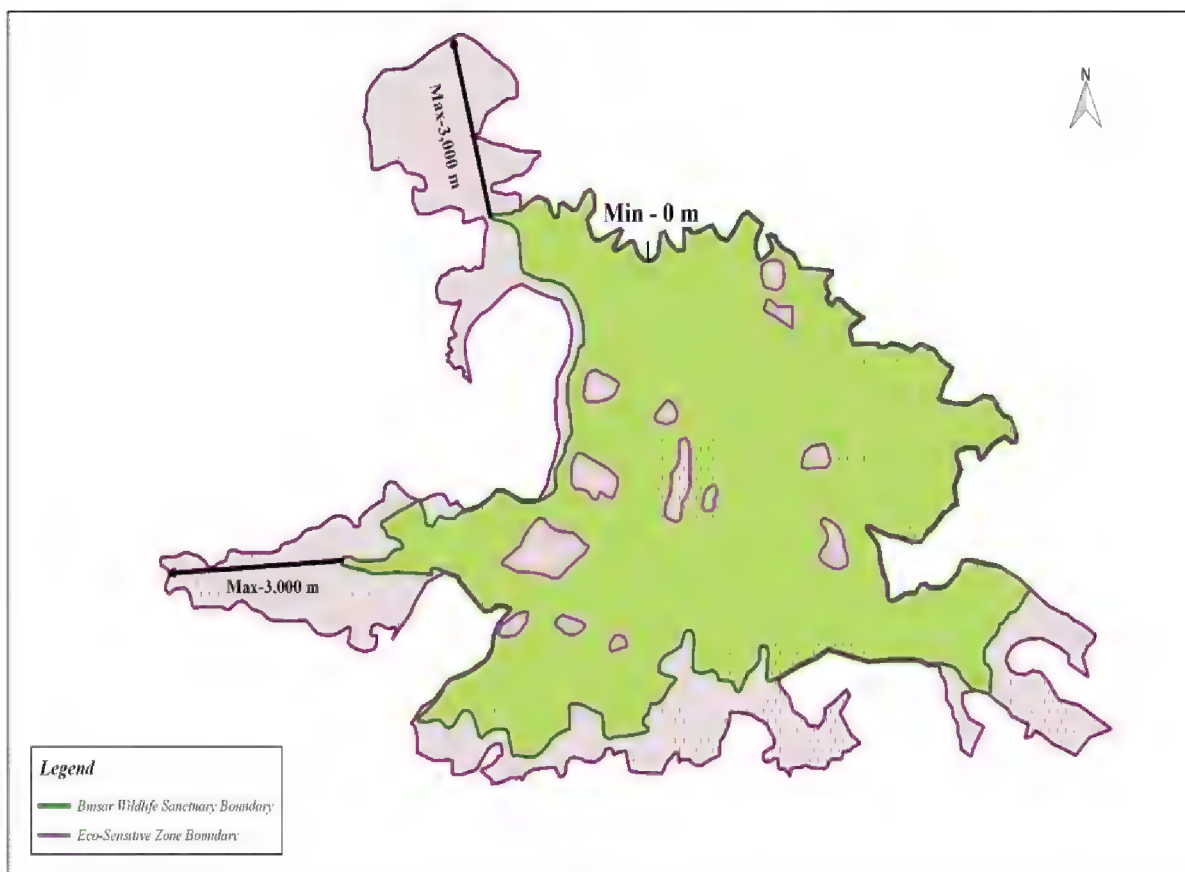 N
Max-3,000 m
Min - 0 m
Max-3,000 m
Legend
Binsar Wildlife Sanctuary Boundary
Eco-Sensitive Zone Boundary